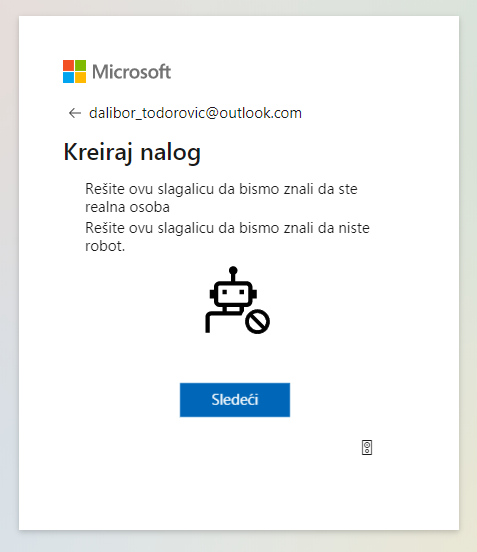 Microsoft
dalibor_todorovic@outlook.com
Kreiraj nalog
Rešite ovu slagalicu da bismo znali da ste
realna osoba
Rešite ovu slagalicu da bismo znali da niste
robot.
Sledeći